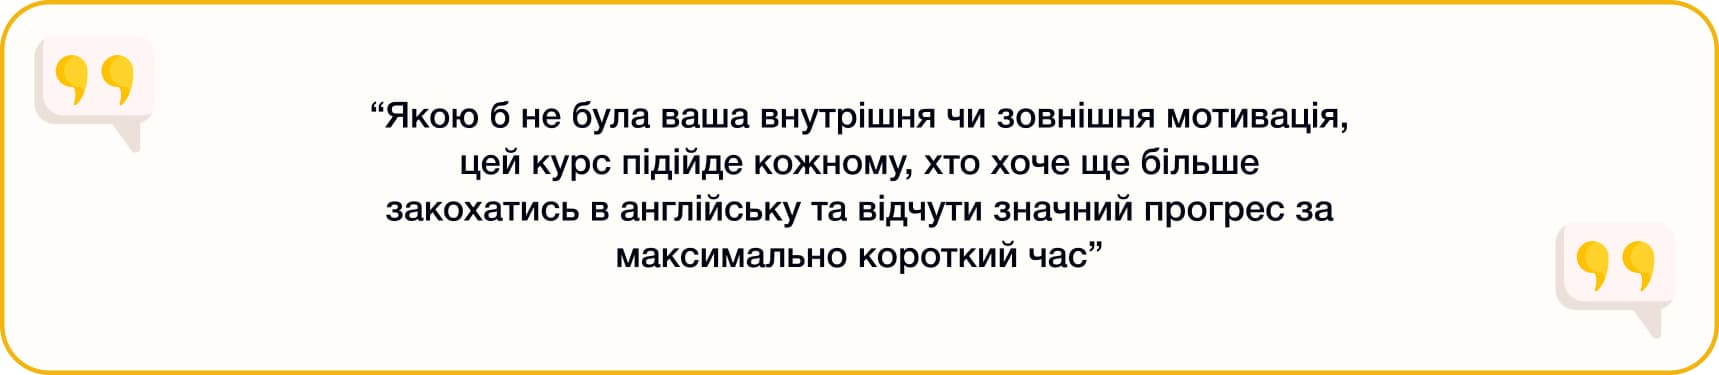 “Якою б не була ваша внутрішня чи зовнішня мотивація,
цей курс підійде кожному, хто хоче ще більше
закохатись в англійську та відчути значний прогрес за
максимально короткий час”